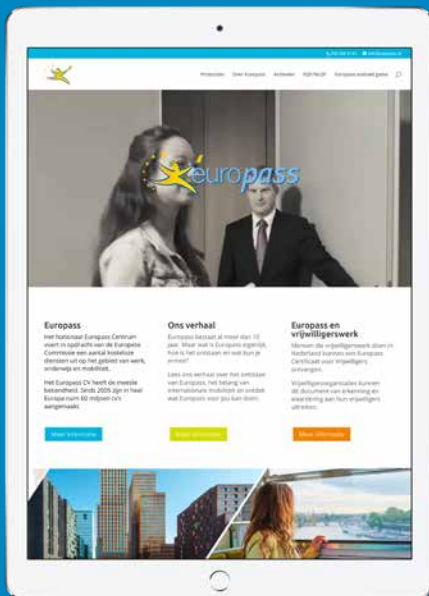 Producten Over Europass Activiteiten
europass
Europass
Het Nationaal Europass Centrum
voert in opdracht van de Europese
Commissie een aantal kosteloze
diensten uit op het gebied van werk,
onderwijs en mobiliteit.
Het Europass CV heeft de meeste
bekendheid. Sinds 2005 zijn in heel
Europa ruim 60 miljoen cv's
aangemaakt.
Meer informatie
Ons verhaal
Europass bestaat al meer dan 10
jaar. Maar wat is Europass eigenlijk,
hoe is het ontstaan en wat kun je
ermee?
Lees ons verhaal over het ontstaan
van Europass, het belang van
internationale mobiliteit en ontdek
wat Europass voor jou kan doen.
Meer informatie
Europass en
vrijwilligerswerk
Mensen die vrijwilligerswerk doen in
Nederland kunnen een Europass
Certificaat voor Vrijwilligers
ontvangen.
Vrijwilligersorganisaties kunnen
dit document van erkenning en
waardering aan hun vrijwilligers
uitreiken.
Meer informatie